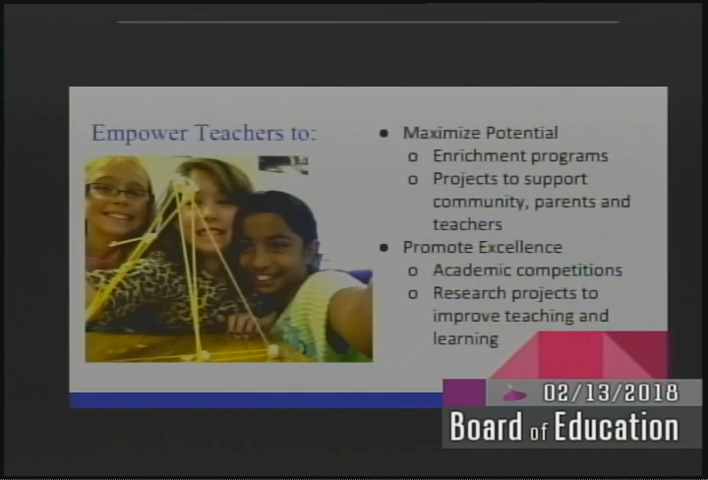 Empower Teachers to:
● Maximize Potential
o Enrichment programs
o Projects to support
community, parents and
teachers
● Promote Excellence
o Academic competitions
o Research projects to
improve teaching and
learning
02/13/2018
Board of Education